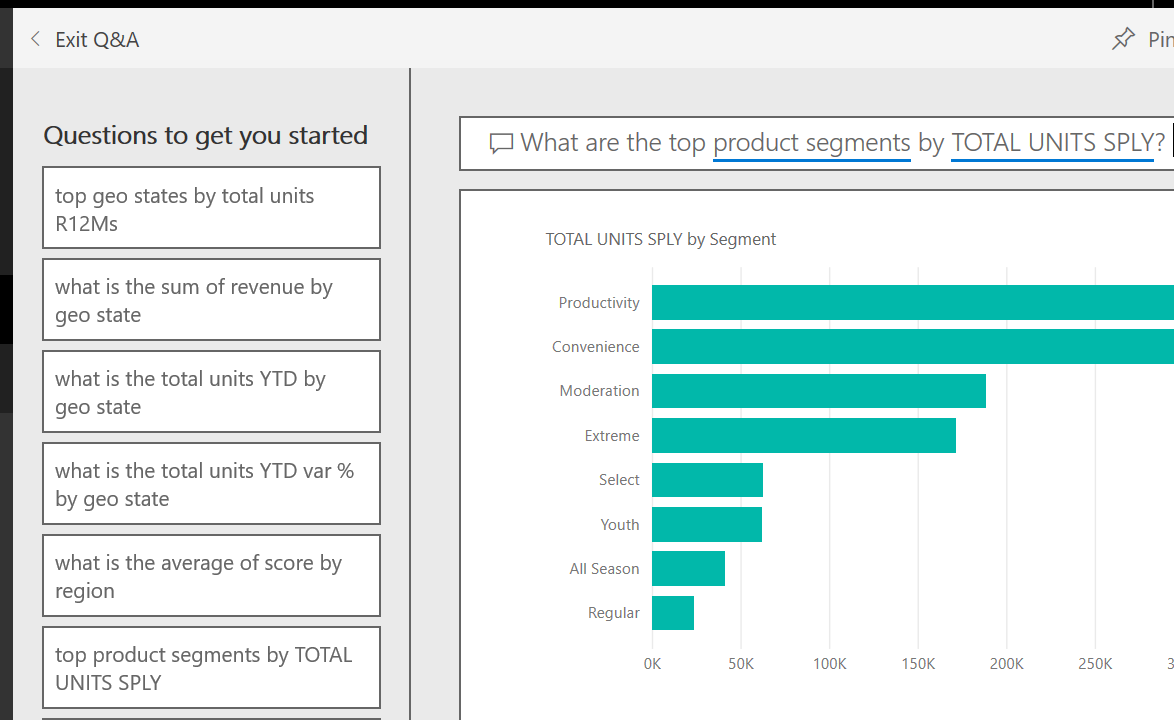 Exit Q&A
Questions to get you started
top geo states by total units
R12Ms
what is the sum of revenue by
geo state
what is the total units YTD by
geo state
what is the total units YTD var %
by geo state
what is the average of score by
region
top product segments by TOTAL
UNITS SPLY
What are the top product segments by TOTAL UNITS SPLY?
TOTAL UNITS SPLY by Segment
Productivity
Convenience
Moderation
Extreme
Select
Youth
All Season
Regular
0K 50K 100K 150K 200K 250K